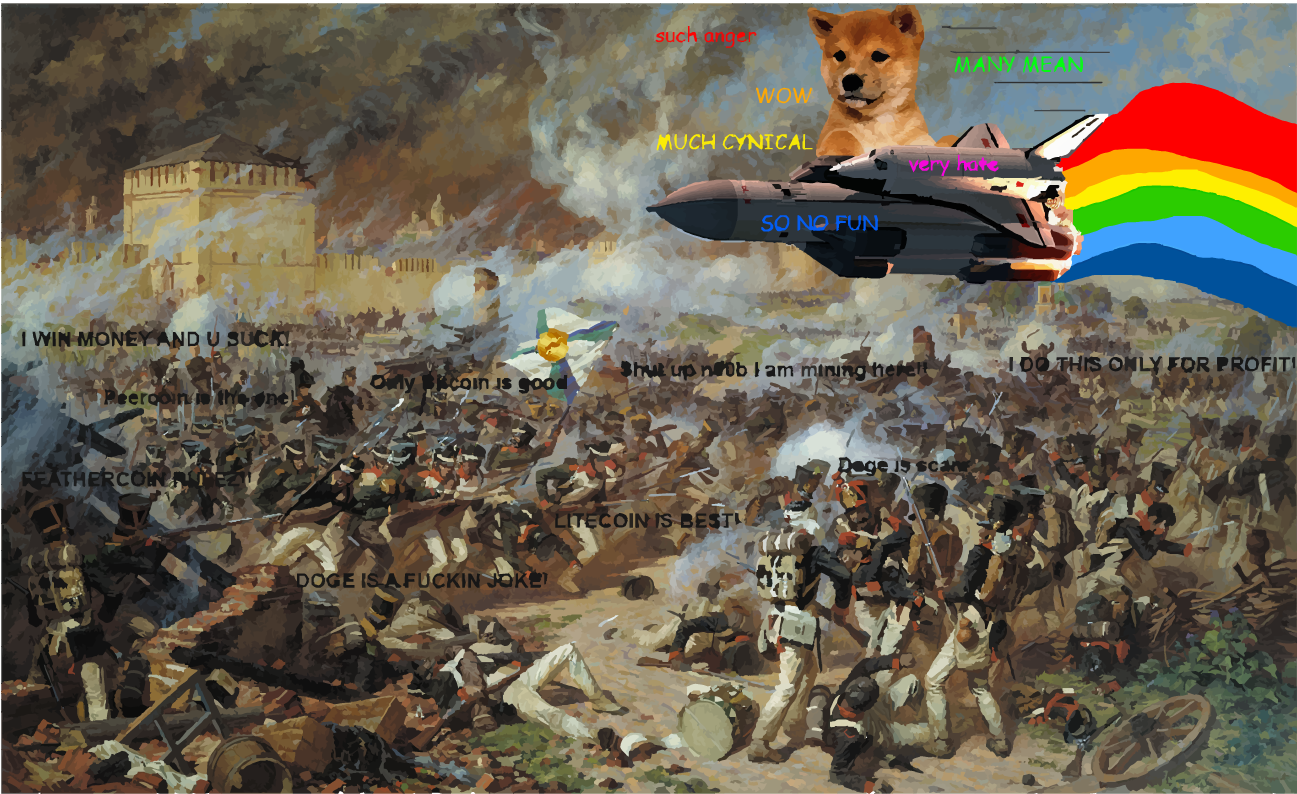 such anger
MANY MEAN
WOW
MUCH CYNICAL
very hate
SO NO FUN
I WIN MONEY AND U SUCK!
Shut up n00b I am mining here!!
I DO THIS ONLY FOR PROFIT!
Only Bitcoin is good
Peercoin is the one!
Doge is scam
FEATHERCOIN RULEZ!!
LITECOIN IS BEST!
DOGE IS A FUCKIN JOKE!